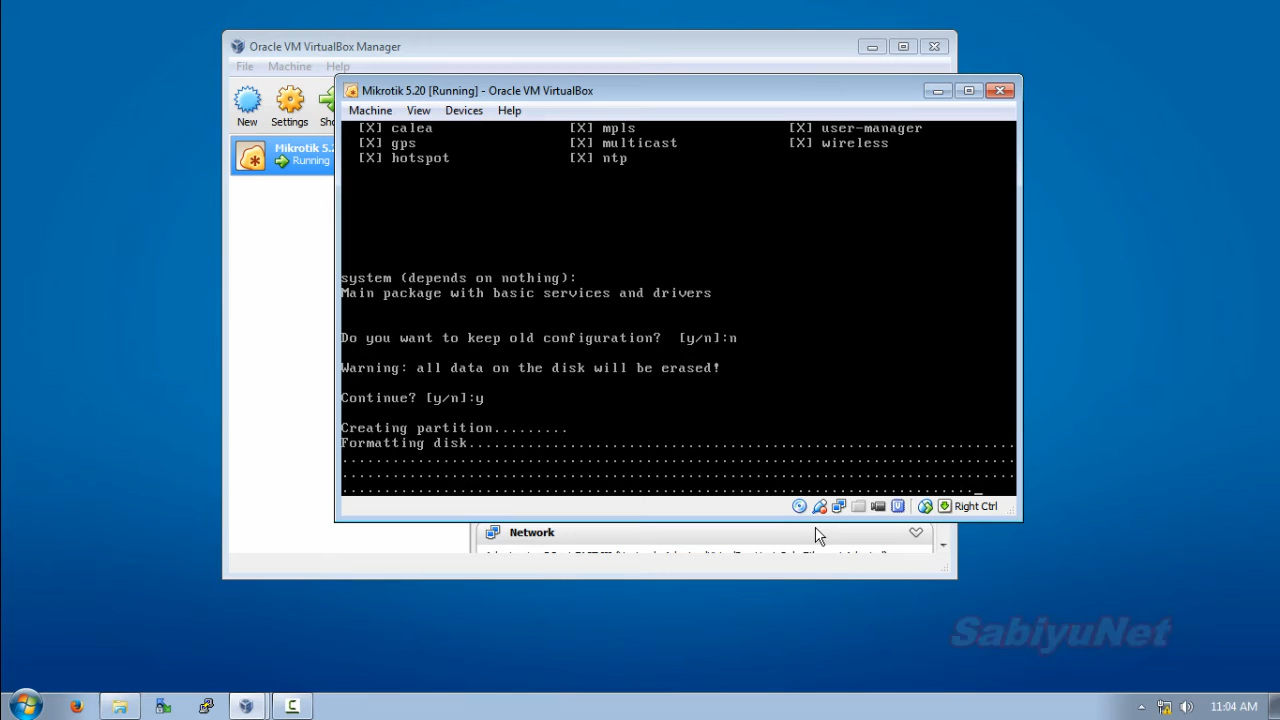 Oracle VM VirtualBox Manager
File Machine Help
New Settings Sho
Mikrotik 5.2
Running
Mikrotik 5.20 [Running] - Oracle VM VirtualBox
Machine View Devices Help
[X] calea [X] mpls [X] user-manager
[X] gps [X] multicast [X] wireless
[X] hotspot [X] ntp
system (depends on nothing):
Main package with basic services and drivers
Do you want to keep old configuration? [y/n]:n
Warning: all data on the disk will be erased!
Continue? [y/n]:y
Creating partition.........
Formatting disk.................................................................
................................................................................
................................................................................
..........................................................................._
Right Ctrl
Network
SabiyuNet
11:04 AM